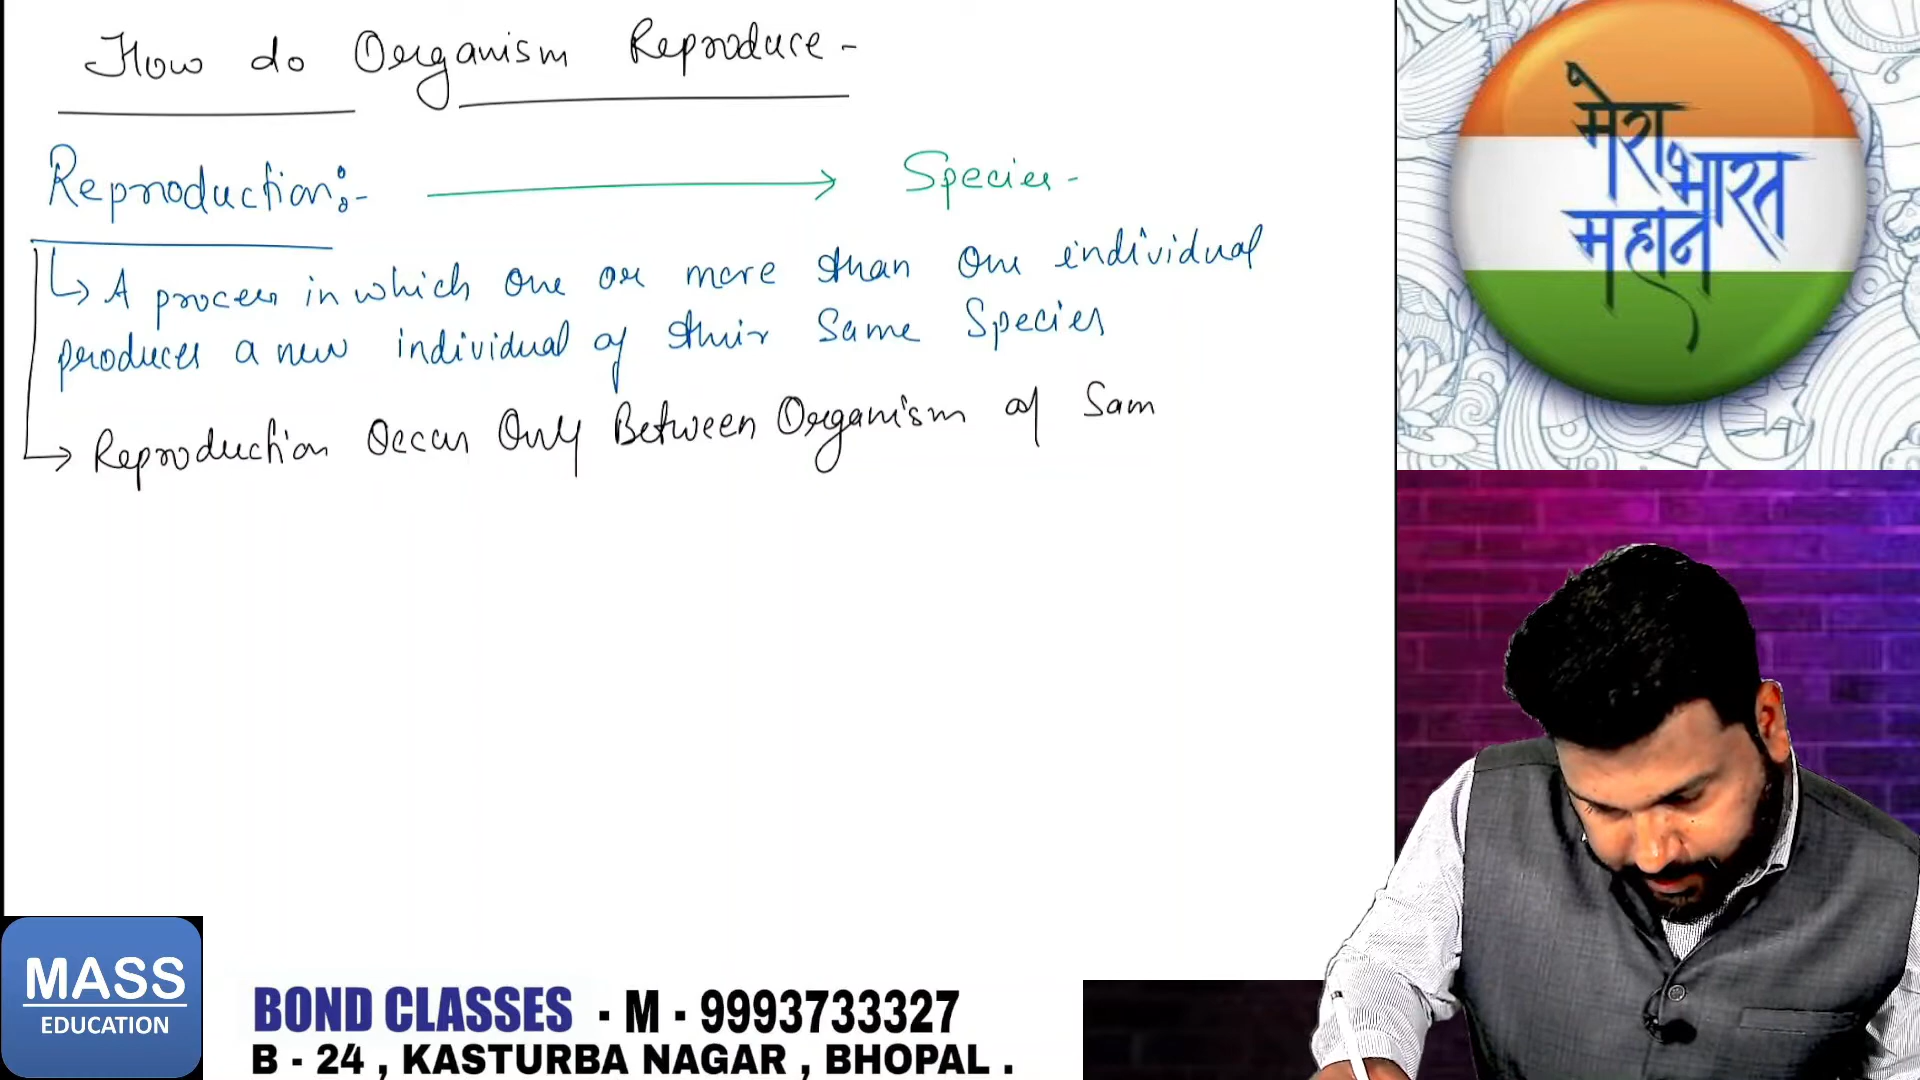 How do Organism Reproduce -
Reproduction:- → Species -
↳ A process in which one or more than one individual
produces a new individual of their same species
→ Reproduction Occur Only Between Organism of Sam
मेरा
भारत
महान
MASS
EDUCATION
BOND CLASSES - M - 9993733327
B - 24 , KASTURBA NAGAR , BHOPAL .